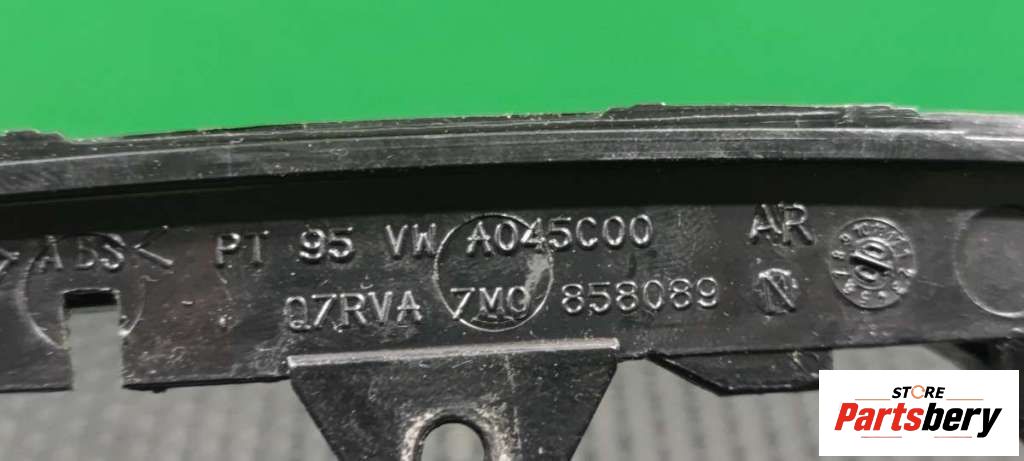 >ABS< PT 95 VW A045C00 AR
Q7RVA 7M0 858089 N
STORE
Partsbery